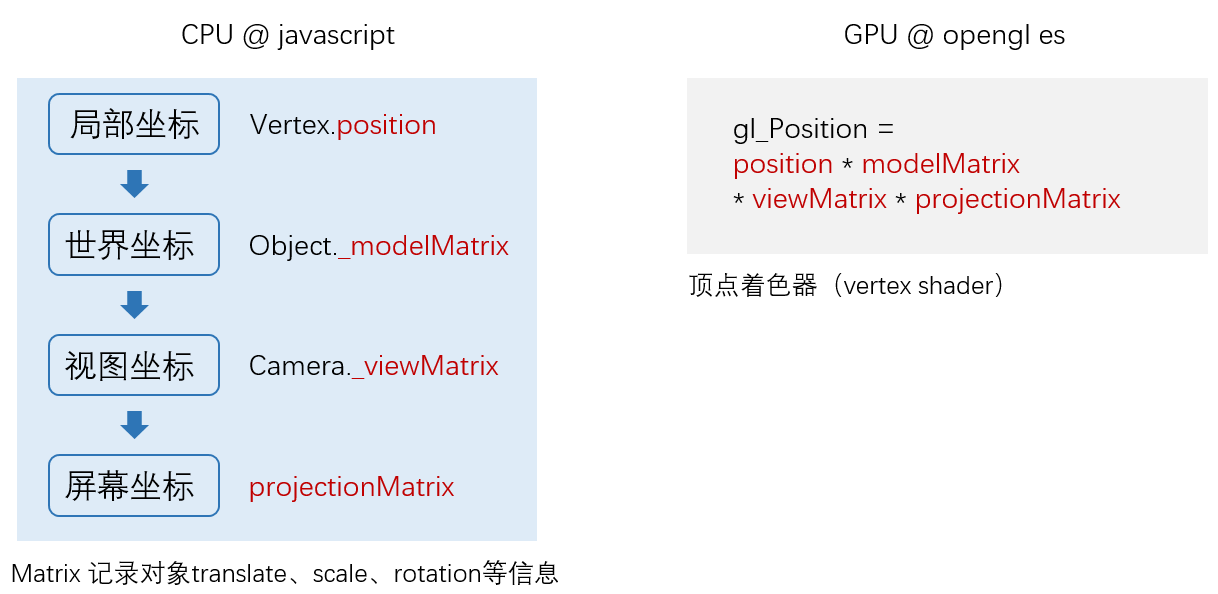 CPU @ javascript
局部坐标 Vertex.position
世界坐标 Object._modelMatrix
视图坐标 Camera._viewMatrix
屏幕坐标 projectionMatrix
Matrix 记录对象translate、scale、rotation等信息
GPU @ opengl es
gl_Position =
position * modelMatrix
* viewMatrix * projectionMatrix
顶点着色器（vertex shader）